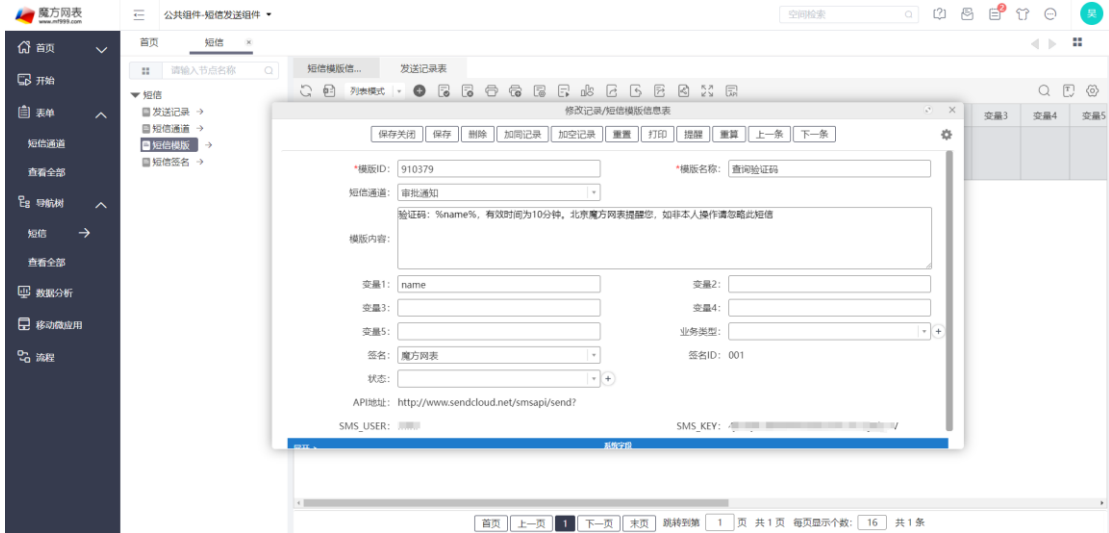 魔方网表
www.mf999.com
公共组件-短信发送组件
空间检索
2
吴
首页
开始
表单
短信通道
查看全部
导航树
短信
查看全部
数据分析
移动微应用
流程
首页 短信 ×
请输入节点名称
短信
发送记录
短信通道
短信模版
短信签名
短信模版信... 发送记录表
列表模式
变量3 变量4 变量5
修改记录/短信模版信息表
保存关闭 保存 删除 加同记录 加空记录 重置 打印 提醒 重算 上一条 下一条
*模版ID: 910379 *模版名称: 查询验证码
短信通道: 审批通知
模版内容: 验证码：%name%，有效时间为10分钟。北京魔方网表提醒您，如非本人操作请忽略此短信
变量1: name 变量2:
变量3: 变量4:
变量5: 业务类型:
签名: 魔方网表 签名ID: 001
状态:
API地址: http://www.sendcloud.net/smsapi/send?
SMS_USER: SMS_KEY:
系统字段
首页 上一页 1 下一页 末页 跳转到第 1 页 共1页 每页显示个数: 16 共1条